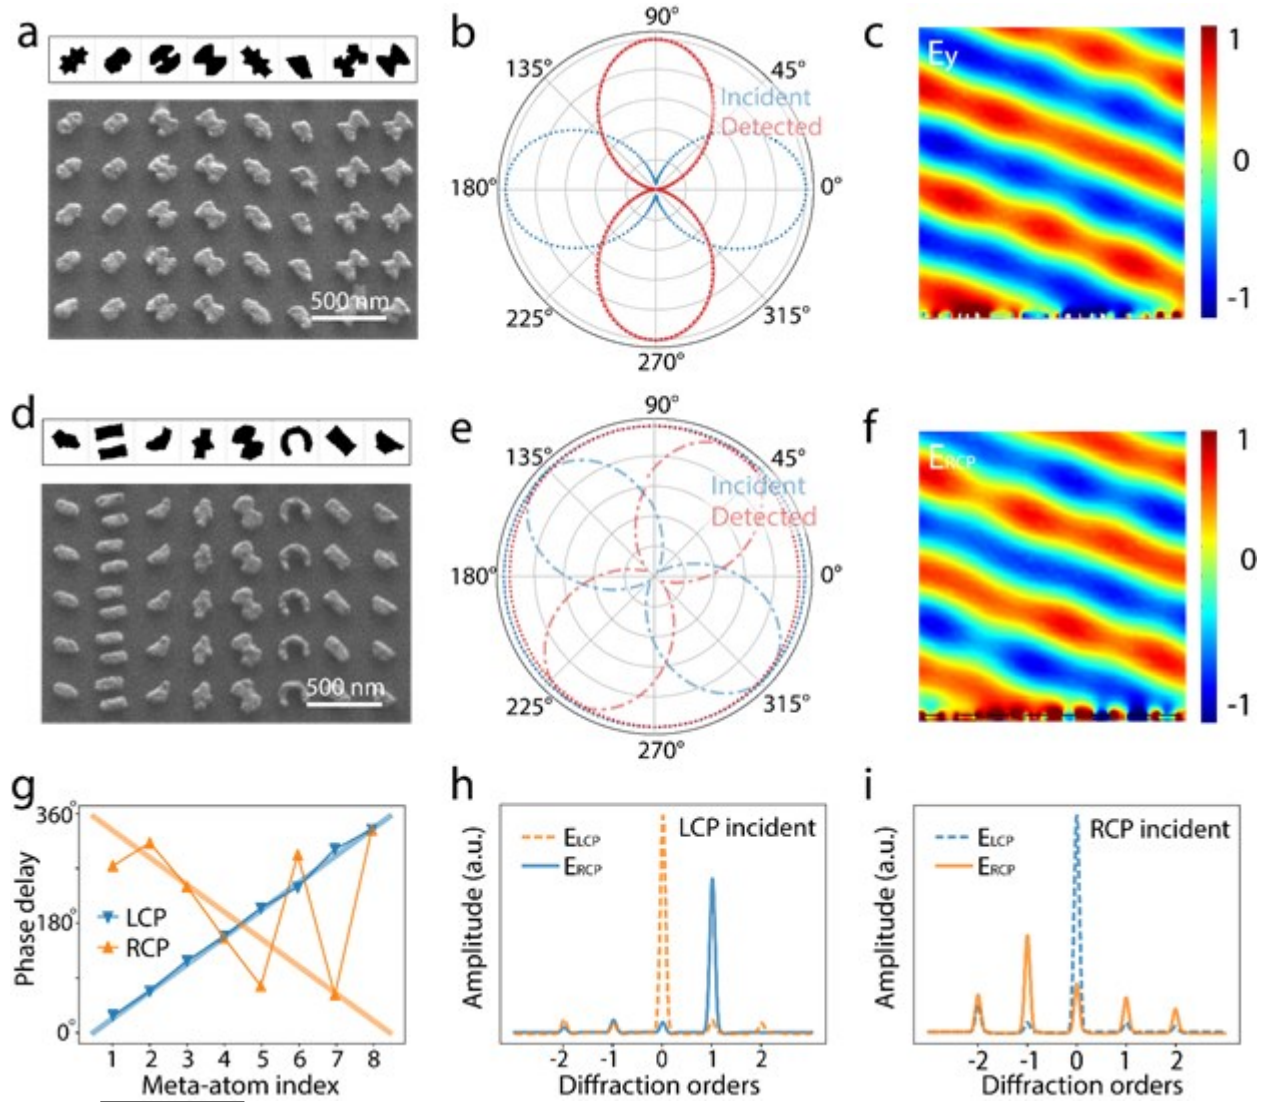 a
500 nm
b
90°
135°
45°
Incident
Detected
180°
0°
225°
315°
270°
c
Ey
1
0
-1
d
500 nm
e
90°
135°
45°
Incident
Detected
180°
0°
225°
315°
270°
f
ERCP
1
0
-1
g
360°
180°
0°
Phase delay
LCP
RCP
1 2 3 4 5 6 7 8
Meta-atom index
h
LCP incident
ELCP
ERCP
Amplitude (a.u.)
-2 -1 0 1 2
Diffraction orders
i
RCP incident
ELCP
ERCP
Amplitude (a.u.)
-2 -1 0 1 2
Diffraction orders